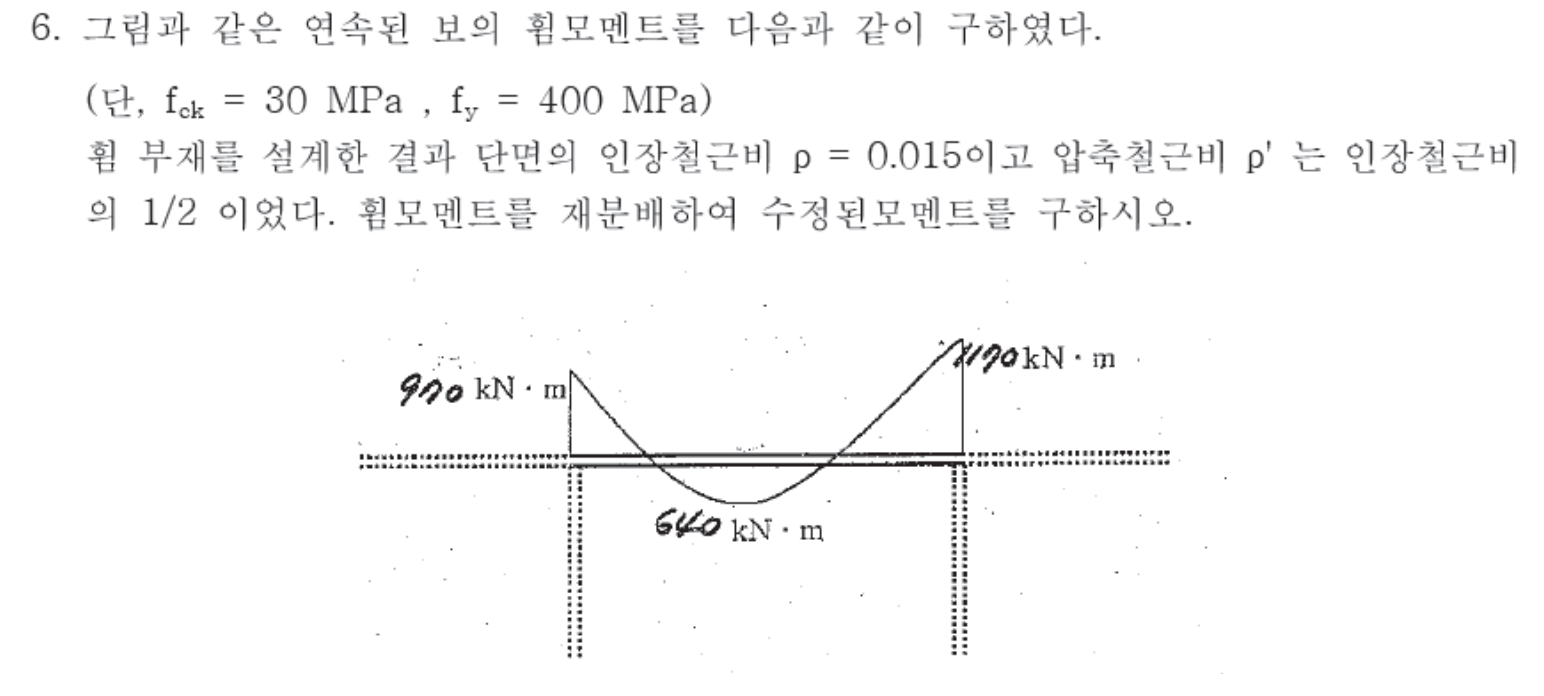 6. 그림과 같은 연속된 보의 휨모멘트를 다음과 같이 구하였다.
(단, fck = 30 MPa , fy = 400 MPa)
휨 부재를 설계한 결과 단면의 인장철근비 ρ = 0.015이고 압축철근비 ρ' 는 인장철근비
의 1/2 이었다. 휨모멘트를 재분배하여 수정된모멘트를 구하시오.
1170 kN · m
970 kN · m
640 kN · m